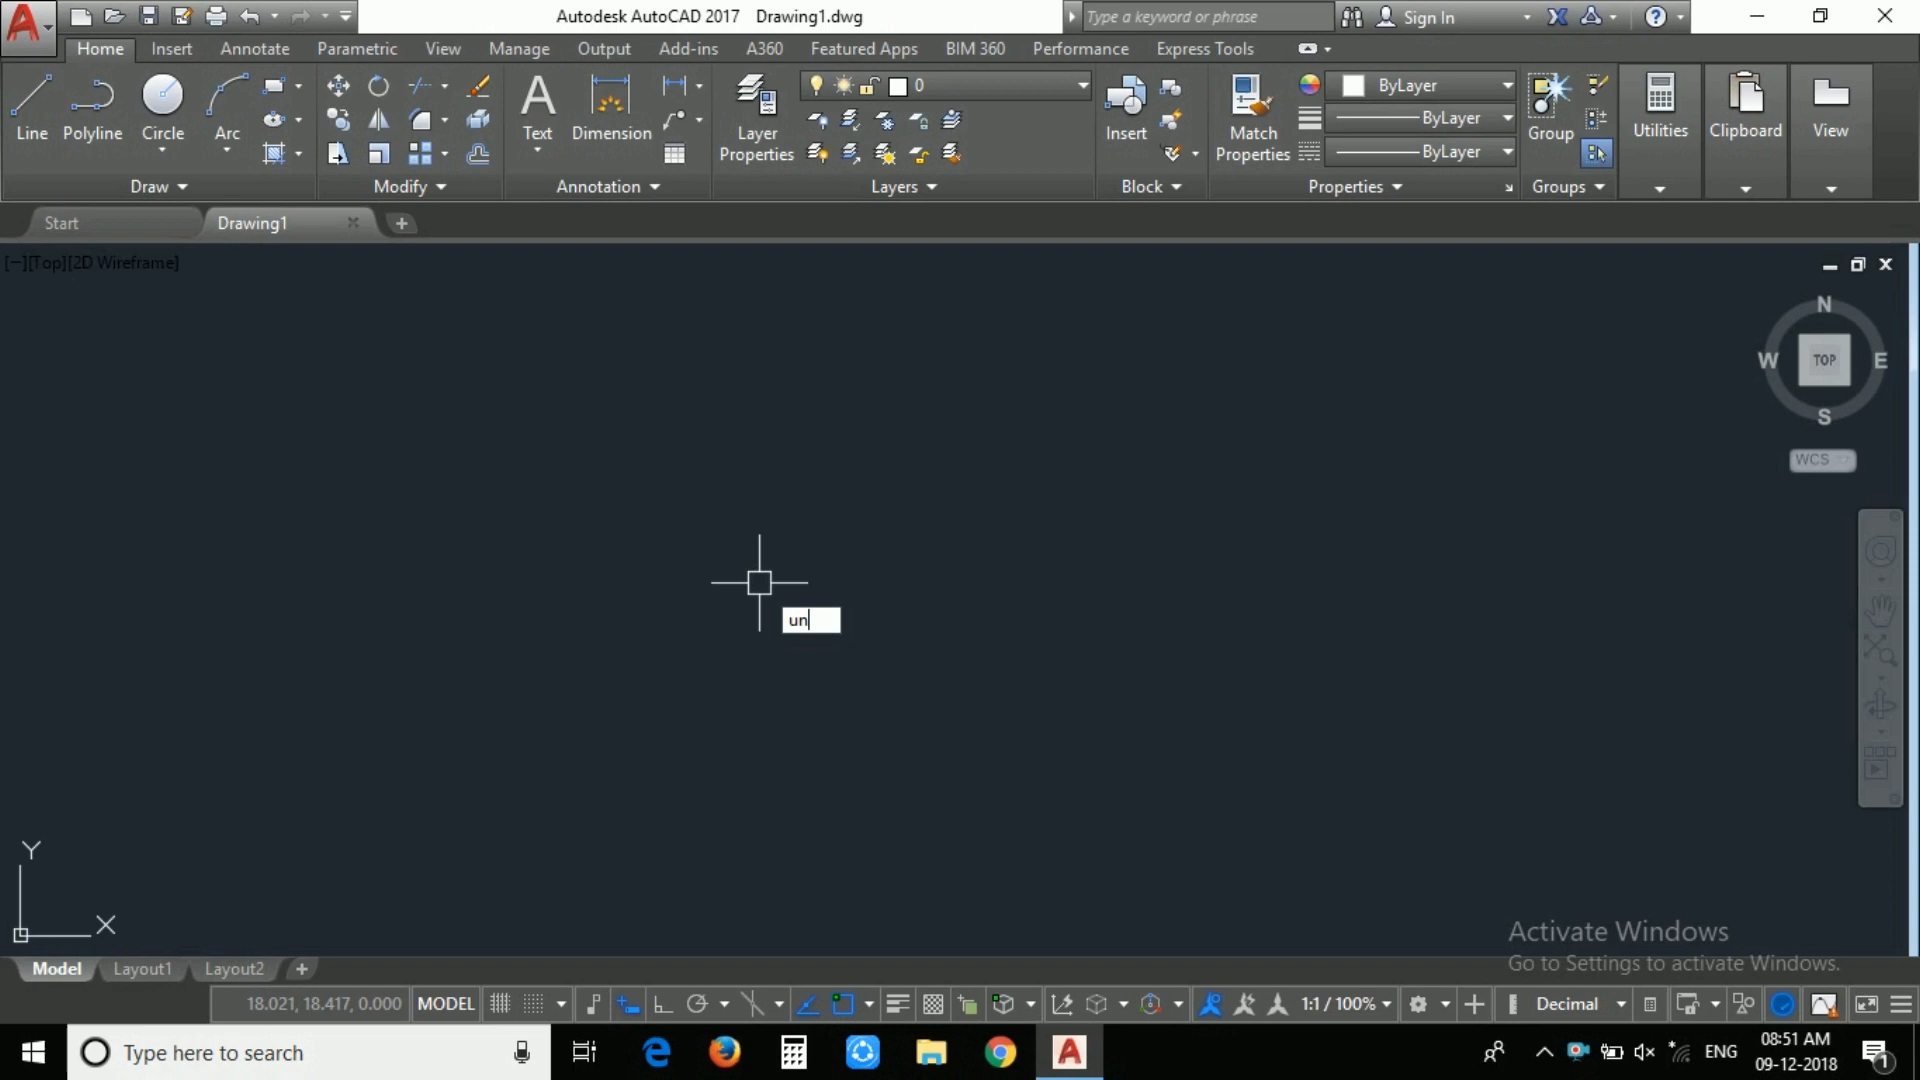 Autodesk AutoCAD 2017 Drawing1.dwg
Type a keyword or phrase
Sign In
Home Insert Annotate Parametric View Manage Output Add-ins A360 Featured Apps BIM 360 Performance Express Tools
Line Polyline Circle Arc
Text Dimension
Layer Properties
0
Insert
Match Properties
ByLayer
ByLayer
ByLayer
Group
Utilities Clipboard View
Draw Modify Annotation Layers Block Properties Groups
Start Drawing1
[−][Top][2D Wireframe]
N
W TOP E
S
WCS
un
Y
X
Activate Windows
Go to Settings to activate Windows.
Model Layout1 Layout2
18.021, 18.417, 0.000 MODEL 1:1 / 100% Decimal
Type here to search
ENG
08:51 AM
09-12-2018
1